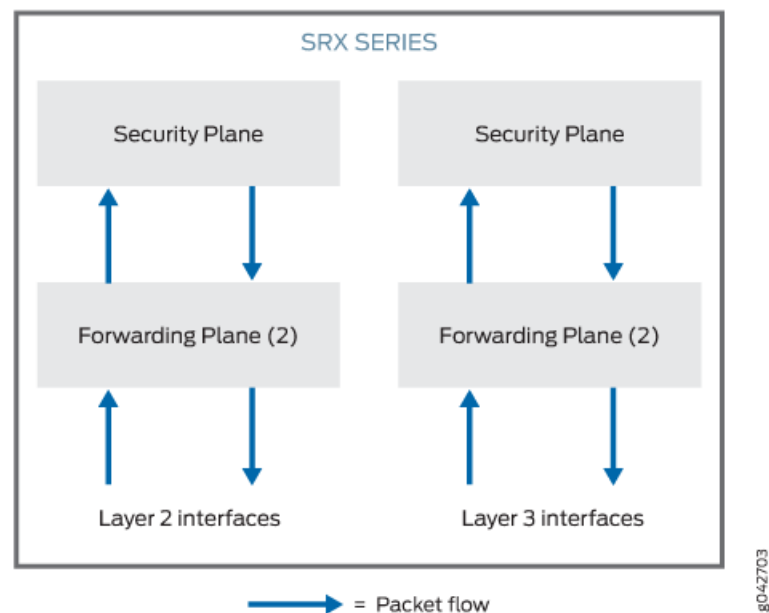 SRX SERIES
Security Plane
Security Plane
Forwarding Plane (2)
Forwarding Plane (2)
Layer 2 interfaces
Layer 3 interfaces
= Packet flow
g042703